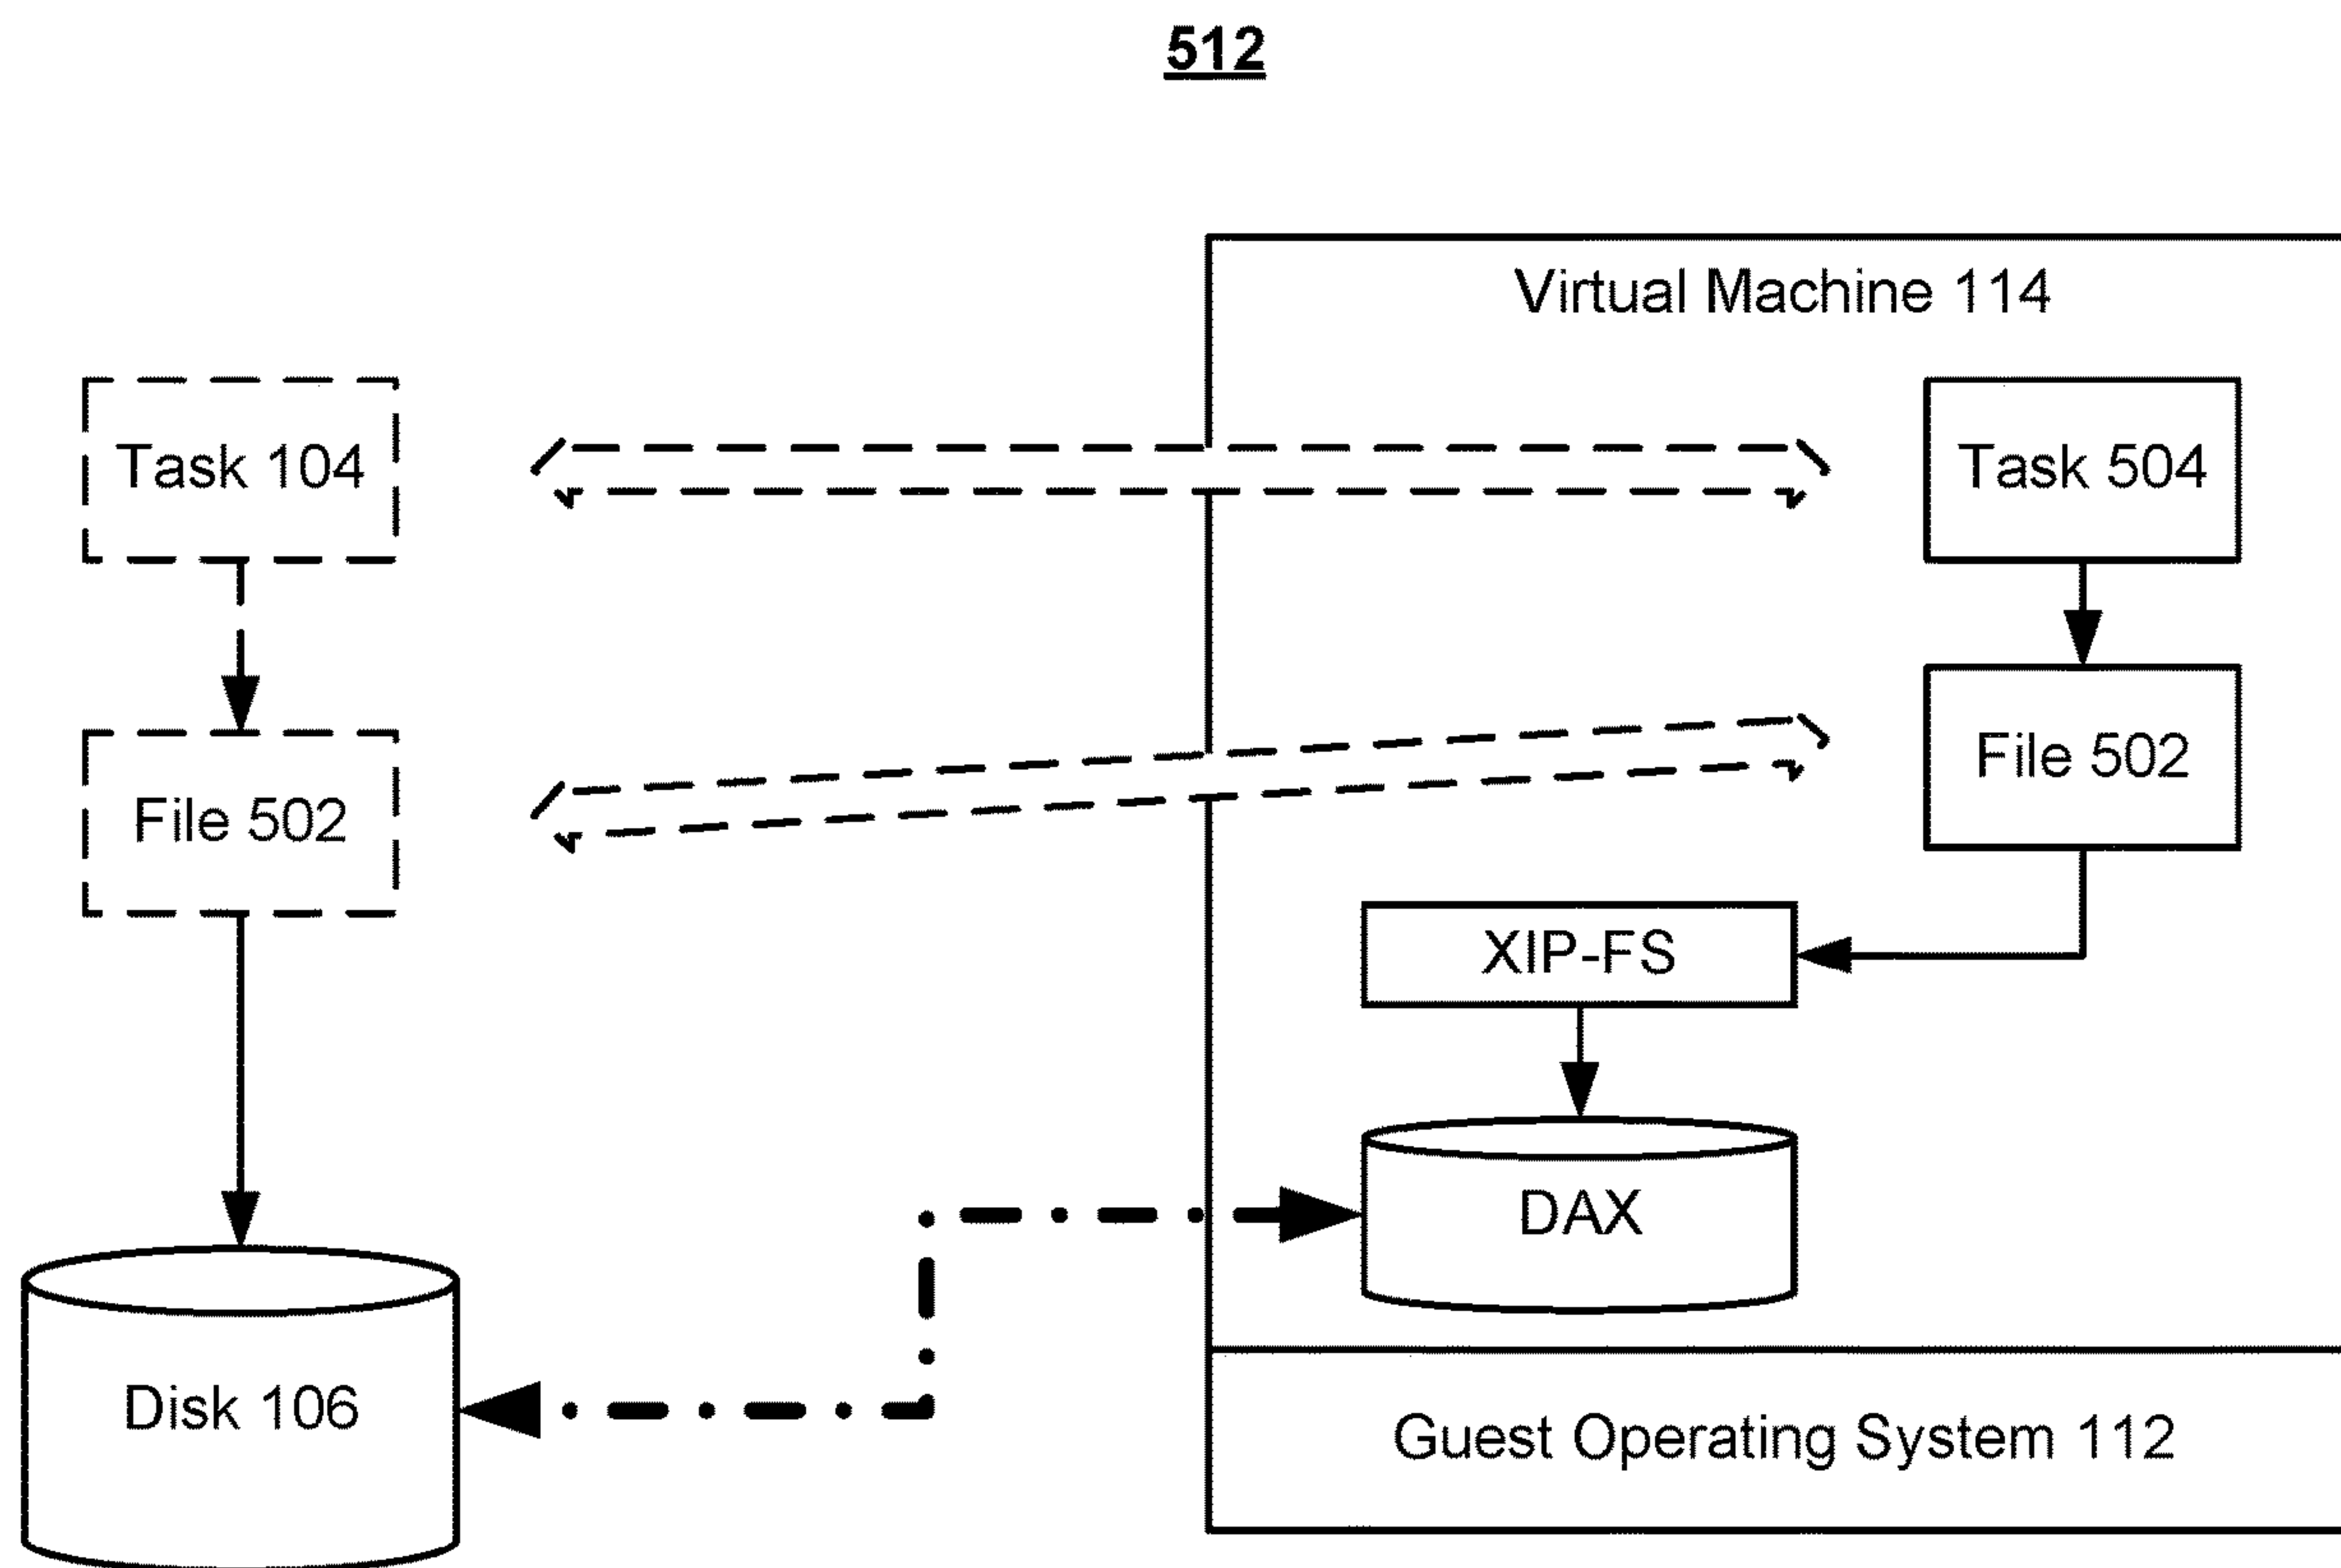 512
Virtual Machine 114
Task 104
Task 504
File 502
File 502
XIP-FS
DAX
Disk 106
Guest Operating System 112